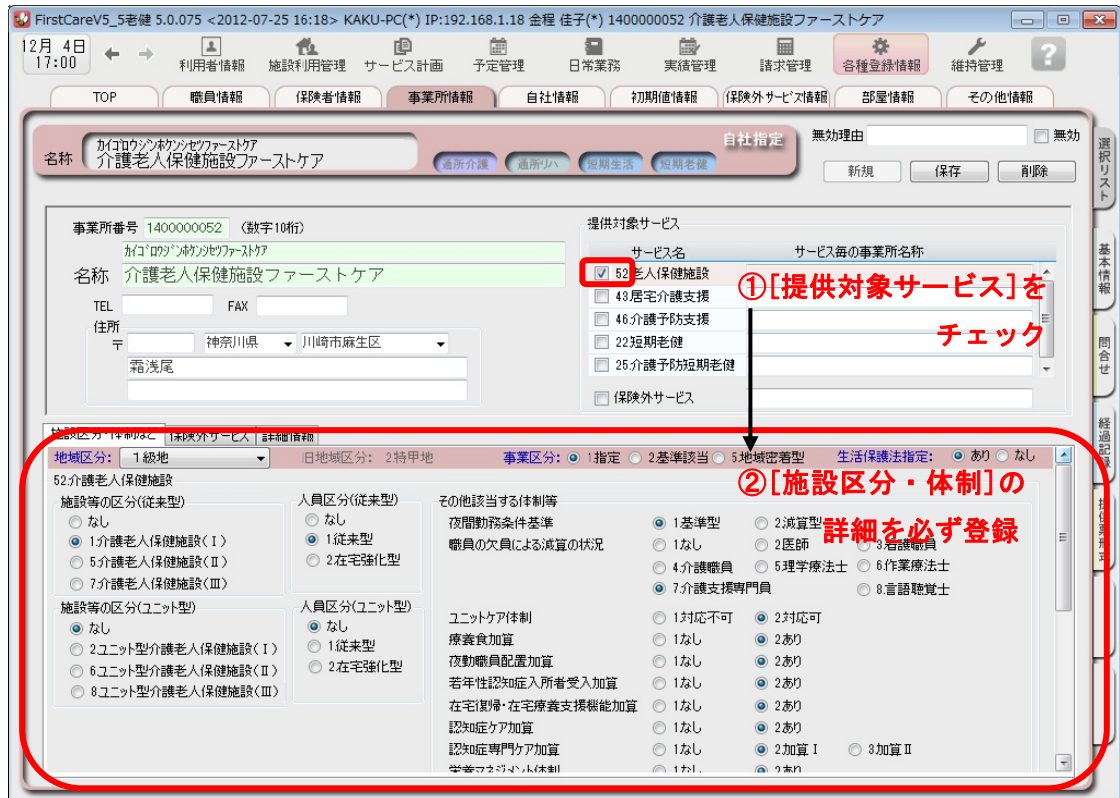 FirstCareV5_5老健 5.0.075 <2012-07-25 16:18> KAKU-PC(*) IP:192.168.1.18 金程 佳子(*) 1400000052 介護老人保健施設ファーストケア
12月 4日
17:00
利用者情報 施設利用管理 サービス計画 予定管理 日常業務 実績管理 請求管理 各種登録情報 維持管理 ?
TOP 職員情報 保険者情報 事業所情報 自社情報 初期値情報 保険外サービス情報 部屋情報 その他情報
名称
カイゴロウジンホケンシセツファーストケア
介護老人保健施設ファーストケア
通所介護 通所リハ 短期生活 短期老健
自社指定
無効理由 無効
新規 保存 削除
選択リスト
基本情報
問合せ
経過記録
事業所番号 1400000052 (数字10桁)
カイゴロウジンホケンシセツファーストケア
名称 介護老人保健施設ファーストケア
TEL FAX
住所
〒 神奈川県 川崎市麻生区
霜浅尾
提供対象サービス
サービス名 サービス毎の事業所名称
52老人保健施設
43.居宅介護支援
46.介護予防支援
22短期老健
25.介護予防短期老健
保険外サービス
①[提供対象サービス]を
チェック
施設区分・体制など 保険外サービス 詳細情報
地域区分: 1級地 旧地域区分: 2特甲地 事業区分: 1指定 2基準該当 5.地域密着型 生活保護法指定: あり なし
②[施設区分・体制]の
詳細を必ず登録
52.介護老人保健施設
施設等の区分(従来型)
なし
1.介護老人保健施設(Ⅰ)
5.介護老人保健施設(Ⅱ)
7.介護老人保健施設(Ⅲ)
人員区分(従来型)
なし
1従来型
2.在宅強化型
施設等の区分(ユニット型)
なし
2.ユニット型介護老人保健施設(Ⅰ)
6.ユニット型介護老人保健施設(Ⅱ)
8.ユニット型介護老人保健施設(Ⅲ)
人員区分(ユニット型)
なし
1従来型
2.在宅強化型
その他該当する体制等
夜間勤務条件基準 1基準型 2減算型
職員の欠員による減算の状況 1なし 2医師 3看護職員
4.介護職員 5.理学療法士 6.作業療法士
7.介護支援専門員 8.言語聴覚士
ユニットケア体制 1対応不可 2対応可
療養食加算 1なし 2あり
夜勤職員配置加算 1なし 2あり
若年性認知症入所者受入加算 1なし 2あり
在宅復帰・在宅療養支援機能加算 1なし 2あり
認知症ケア加算 1なし 2あり
認知症専門ケア加算 1なし 2.加算Ⅰ 3.加算Ⅱ
栄養マネジメント体制 1なし 2あり